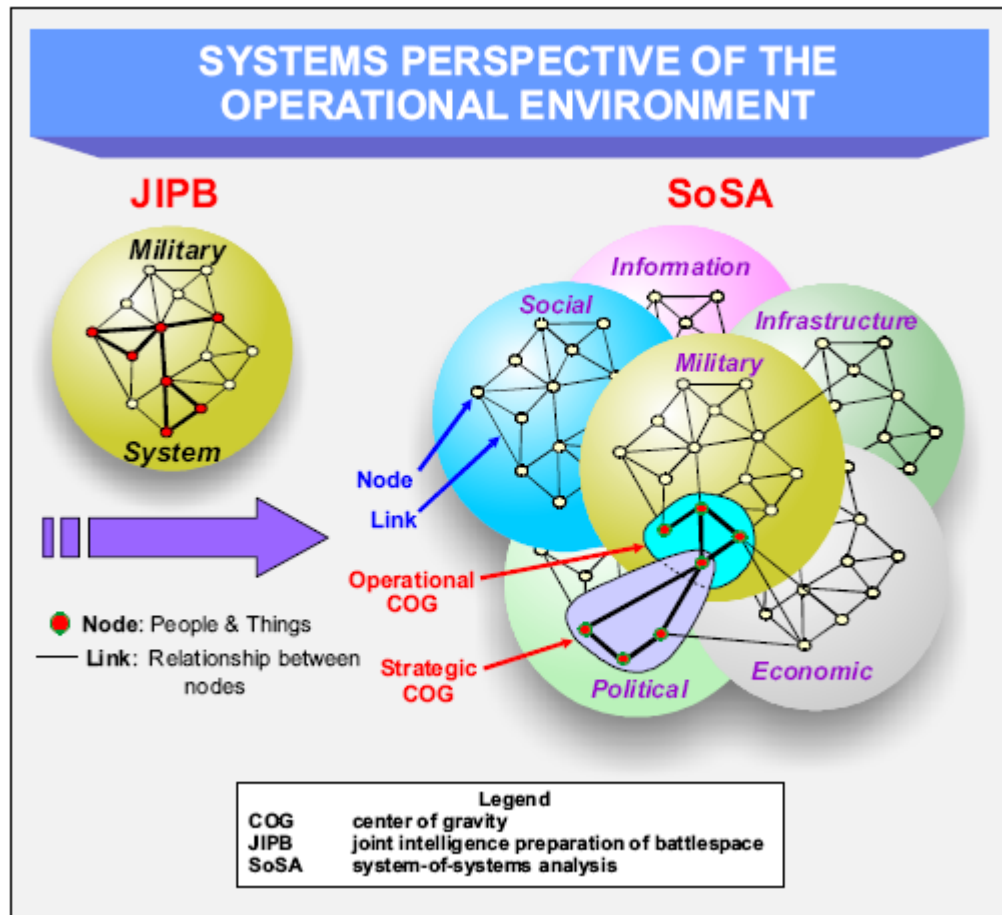 SYSTEMS PERSPECTIVE OF THE
OPERATIONAL ENVIRONMENT
JIPB
SoSA
Military
System
Information
Social
Infrastructure
Military
Node
Link
Operational
COG
Strategic
COG
Political
Economic
Node: People & Things
Link: Relationship between
nodes
Legend
COG center of gravity
JIPB joint intelligence preparation of battlespace
SoSA system-of-systems analysis